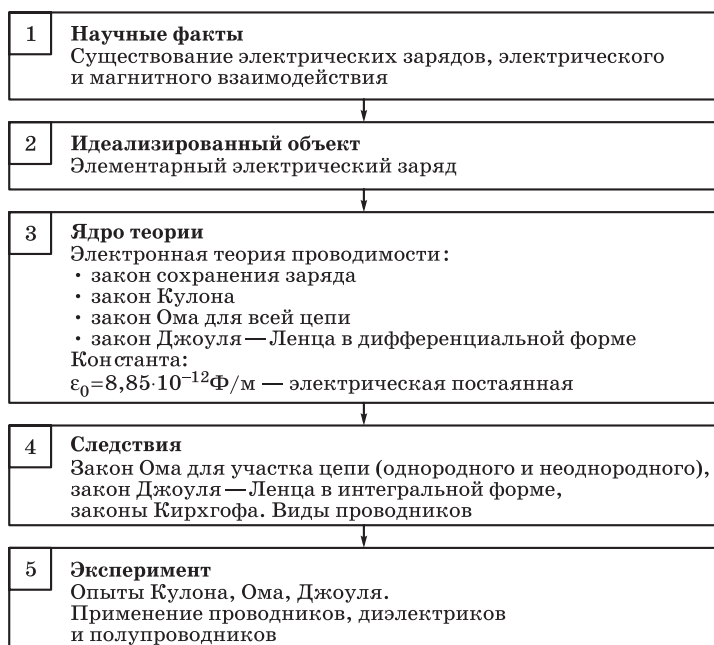 1
Научные факты
Существование электрических зарядов, электрического
и магнитного взаимодействия
2
Идеализированный объект
Элементарный электрический заряд
3
Ядро теории
Электронная теория проводимости:
· закон сохранения заряда
· закон Кулона
· закон Ома для всей цепи
· закон Джоуля—Ленца в дифференциальной форме
Константа:
ε₀=8,85·10⁻¹²Ф/м — электрическая постаянная
4
Следствия
Закон Ома для участка цепи (однородного и неоднородного),
закон Джоуля—Ленца в интегральной форме,
законы Кирхгофа. Виды проводников
5
Эксперимент
Опыты Кулона, Ома, Джоуля.
Применение проводников, диэлектриков
и полупроводников